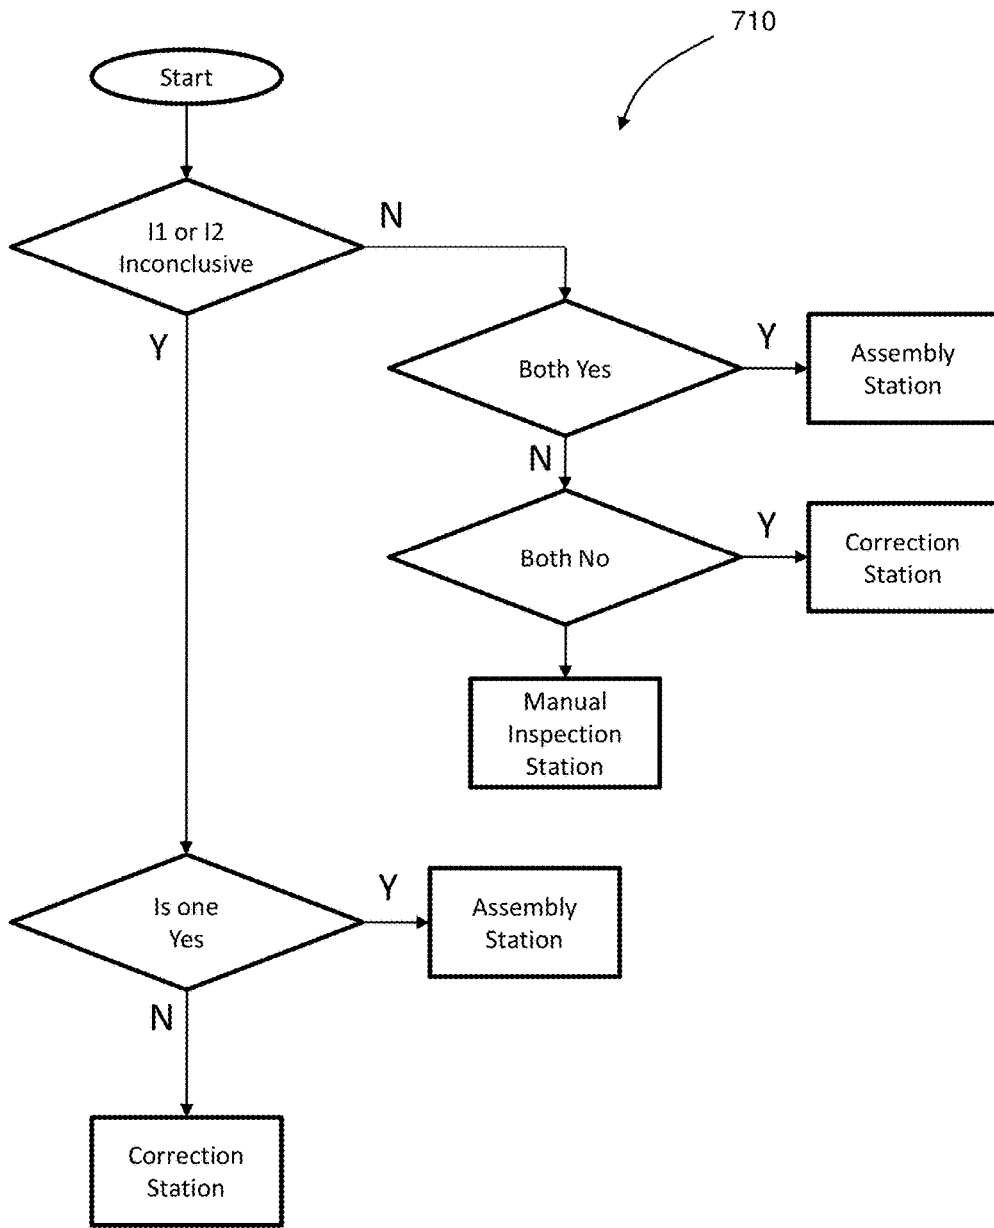 710
Start
I1 or I2
Inconclusive
N
Y
Both Yes
Y
Assembly
Station
N
Both No
Y
Correction
Station
Manual
Inspection
Station
Is one
Yes
Y
Assembly
Station
N
Correction
Station